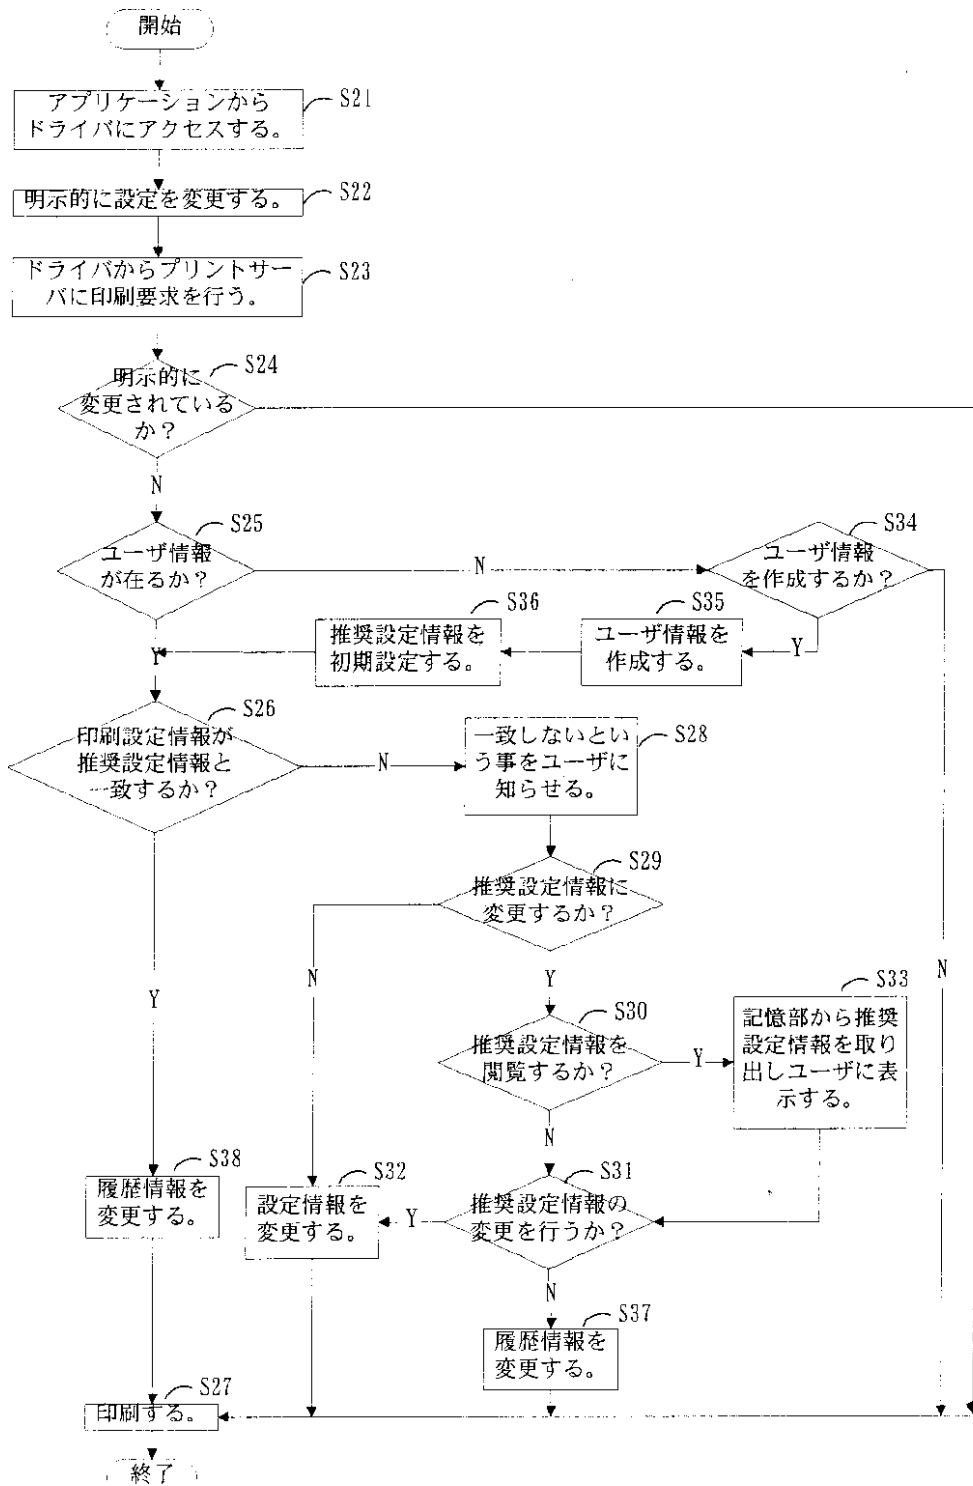 開始
アプリケーションから
ドライバにアクセスする。
S21
明示的に設定を変更する。
S22
ドライバからプリントサー
バに印刷要求を行う。
S23
明示的に
変更されている
か？
S24
N
ユーザ情報
が在るか？
S25
N
ユーザ情報
を作成するか？
S34
推奨設定情報を
初期設定する。
S36
ユーザ情報を
作成する。
S35
Y
Y
印刷設定情報が
推奨設定情報と
一致するか？
S26
N
一致しないとい
う事をユーザに
知らせる。
S28
推奨設定情報に
変更するか？
S29
N
Y
Y
N
推奨設定情報を
閲覧するか？
S30
Y
記憶部から推奨
設定情報を取り
出しユーザに表
示する。
S33
N
履歴情報を
変更する。
S38
設定情報を
変更する。
S32
Y
推奨設定情報の
変更を行うか？
S31
N
履歴情報を
変更する。
S37
印刷する。
S27
終了